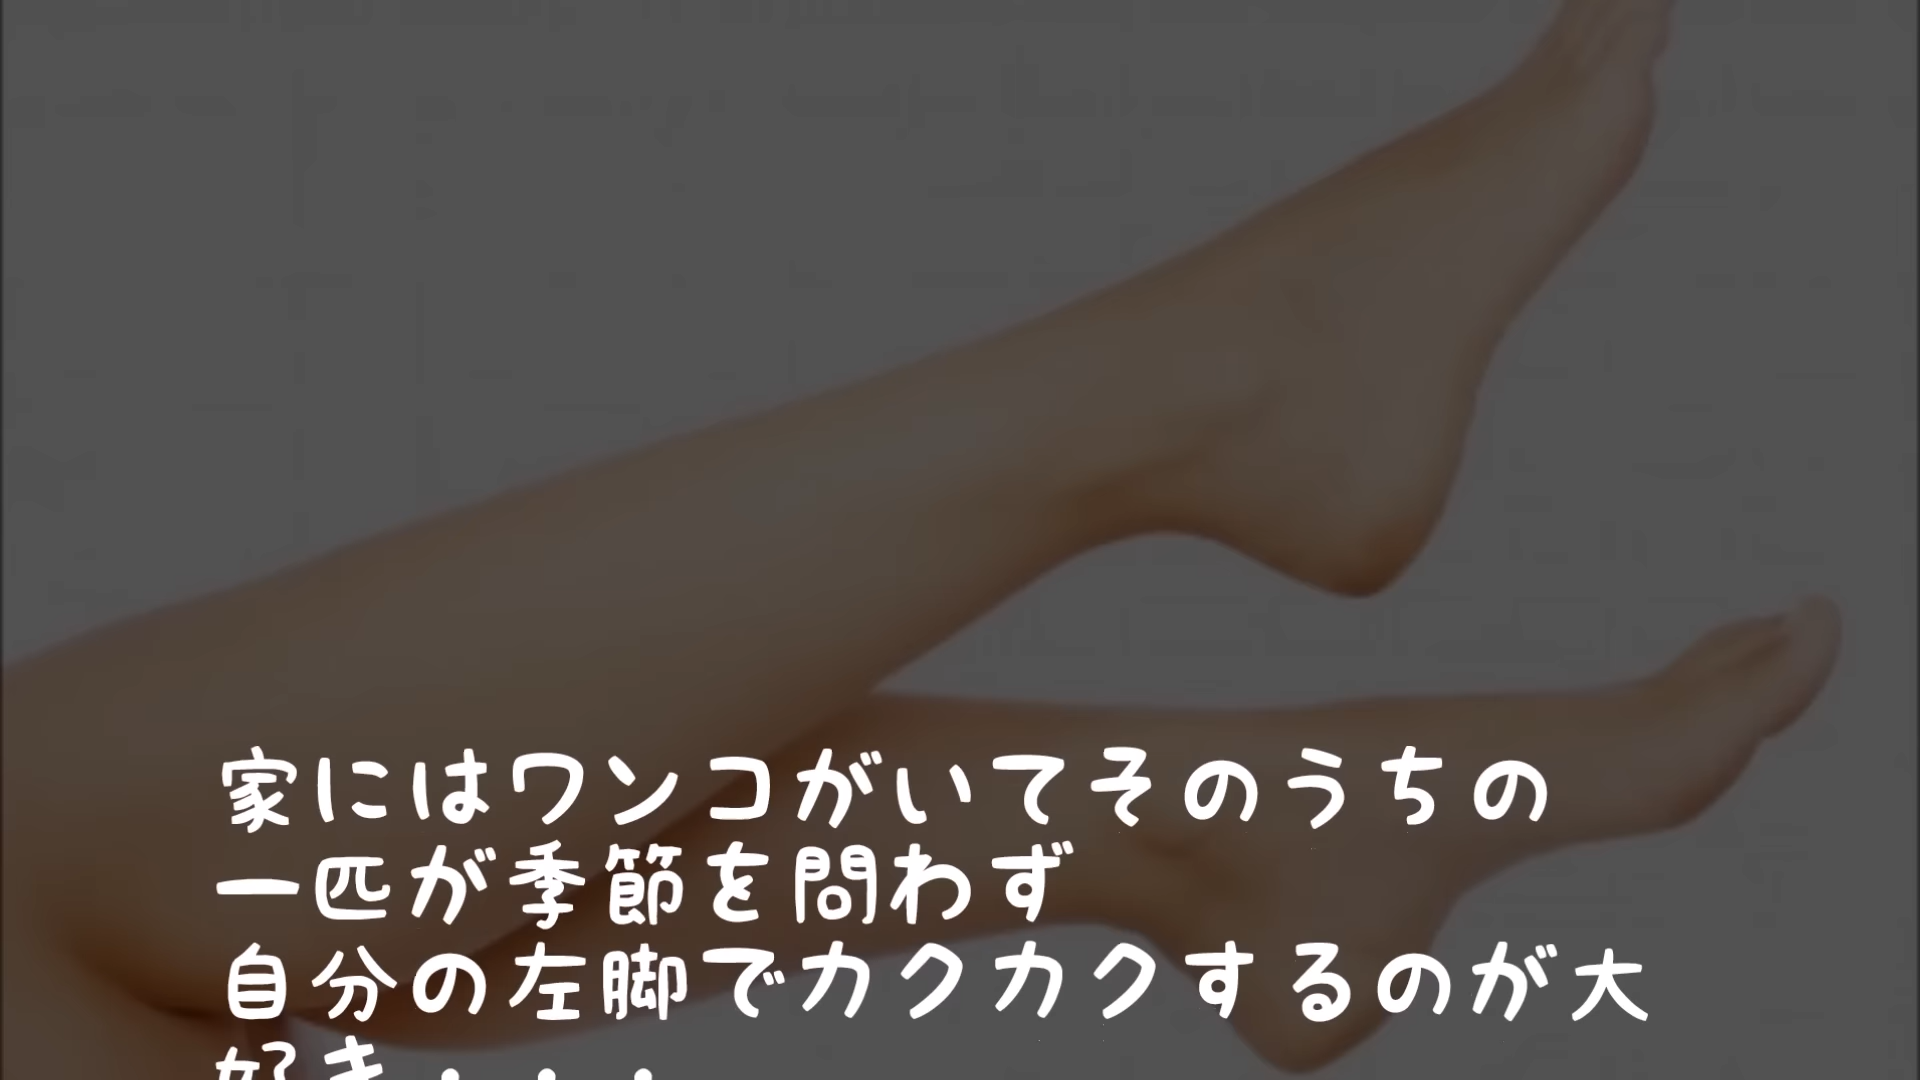 家にはワンコがいてそのうちの
一匹が季節を問わず
自分の左脚でカクカクするのが大
好き・・・